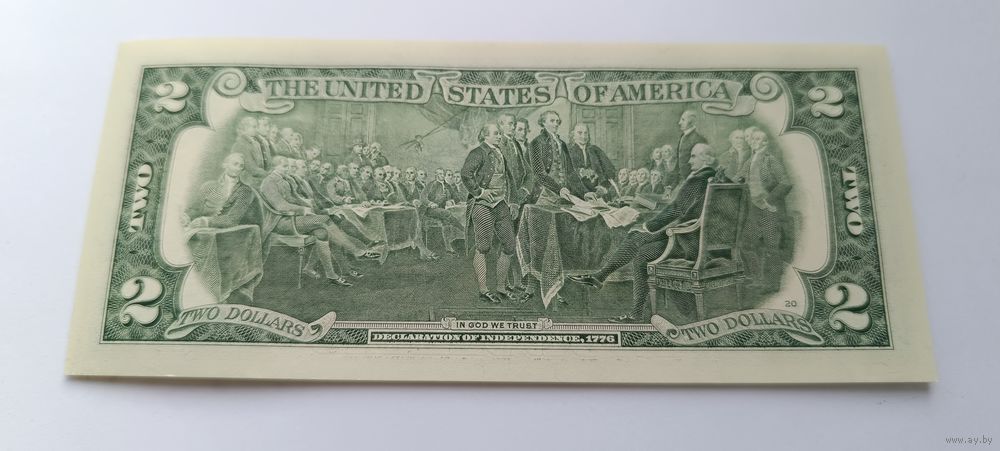 2 THE UNITED STATES OF AMERICA 2
TWO TWO
2 2
20
TWO DOLLARS IN GOD WE TRUST TWO DOLLARS
DECLARATION OF INDEPENDENCE, 1776
www.ay.by